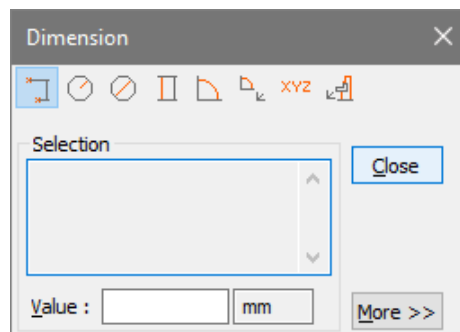 Dimension
XYZ
Selection
Close
Value : mm
More >>